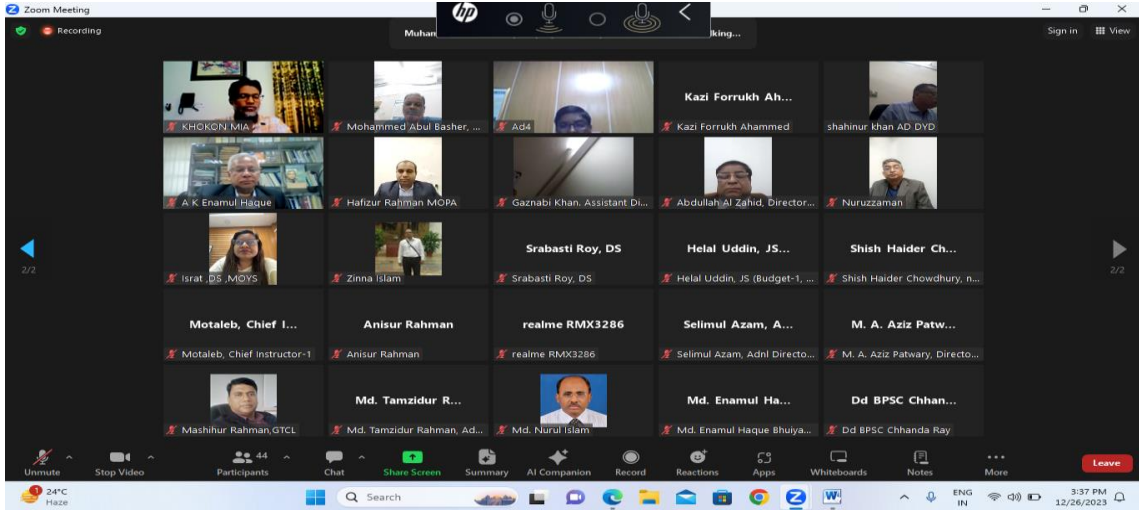 Zoom Meeting
hp
Recording
Muhan
lking...
Sign in
View
KHOKON MIA
Mohammed Abul Basher, ...
Ad4
Kazi Forrukh Ah...
Kazi Forrukh Ahammed
shahinur khan AD DYD
A K Enamul Haque
Hafizur Rahman MOPA
Gaznabi Khan. Assistant Di...
Abdullah Al Zahid, Director...
Nuruzzaman
2/2
2/2
Israt ,DS ,MOYS
Zinna Islam
Srabasti Roy, DS
Srabasti Roy, DS
Helal Uddin, JS...
Helal Uddin, JS (Budget-1, ...
Shish Haider Ch...
Shish Haider Chowdhury, n...
Motaleb, Chief I...
Motaleb, Chief Instructor-1
Anisur Rahman
Anisur Rahman
realme RMX3286
realme RMX3286
Selimul Azam, A...
Selimul Azam, Adnl Directo...
M. A. Aziz Patw...
M. A. Aziz Patwary, Directo...
Mashihur Rahman,GTCL
Md. Tamzidur R...
Md. Tamzidur Rahman, Ad...
Md. Nurul Islam
Md. Enamul Ha...
Md. Enamul Haque Bhuiya...
Dd BPSC Chhan...
Dd BPSC Chhanda Ray
Unmute
Stop Video
44
Participants
Chat
Share Screen
Summary
AI Companion
Record
Reactions
Apps
Whiteboards
Notes
More
Leave
1
24°C
Haze
Search
ENG
IN
3:37 PM
12/26/2023